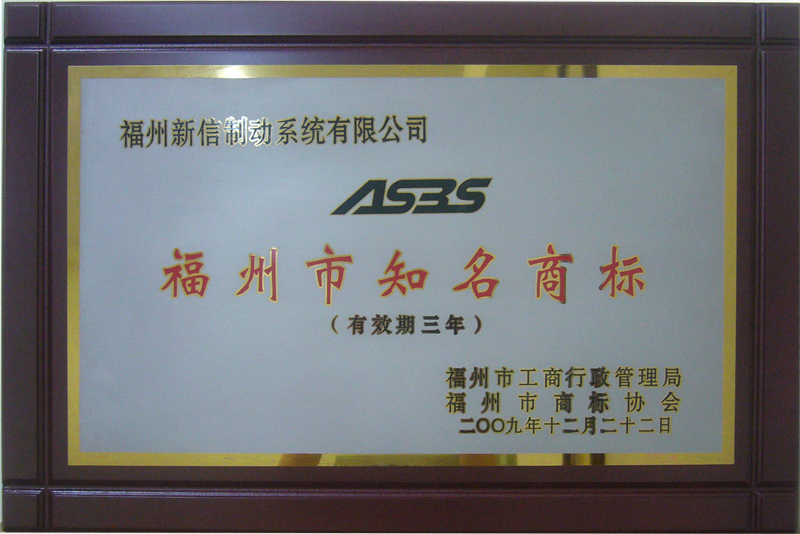 福州新信制动系统有限公司
ASBS
福州市知名商标
（有效期三年）
福州市工商行政管理局
福州市商标协会
二〇〇九年十二月二十二日